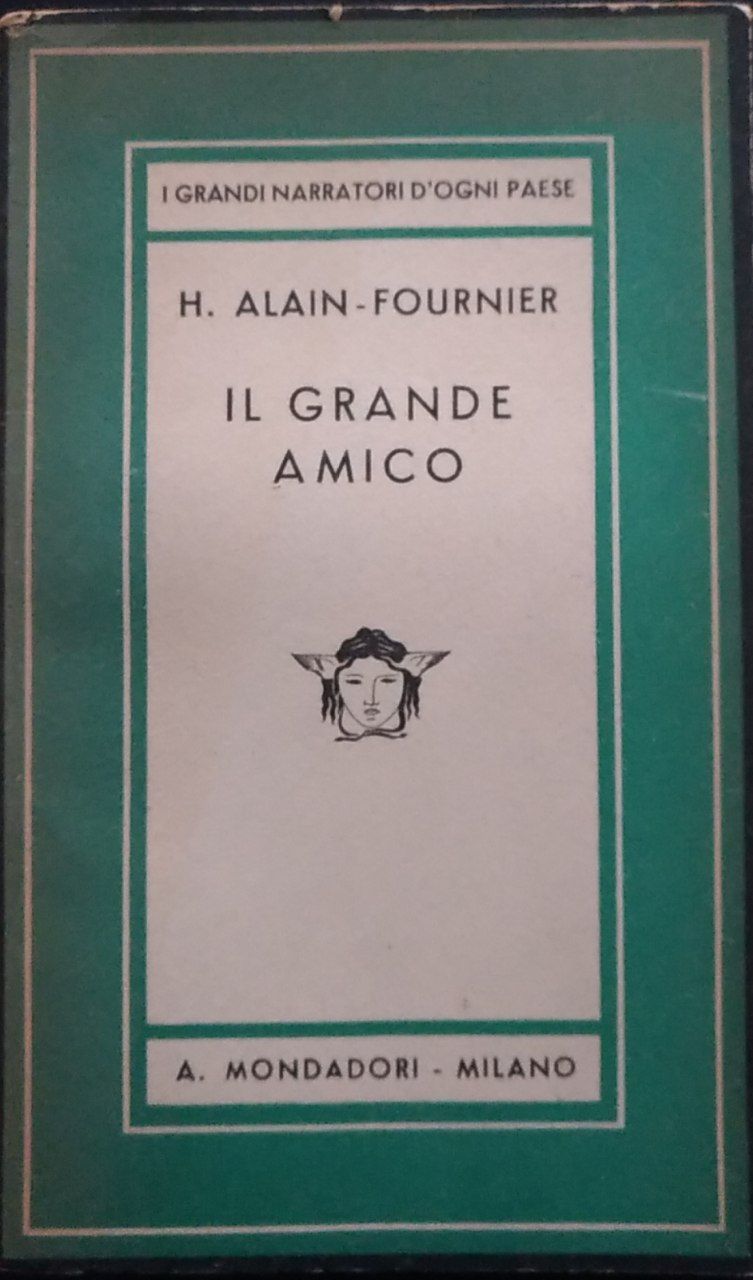 I GRANDI NARRATORI D'OGNI PAESE
H. ALAIN-FOURNIER
IL GRANDE
AMICO
A. MONDADORI - MILANO